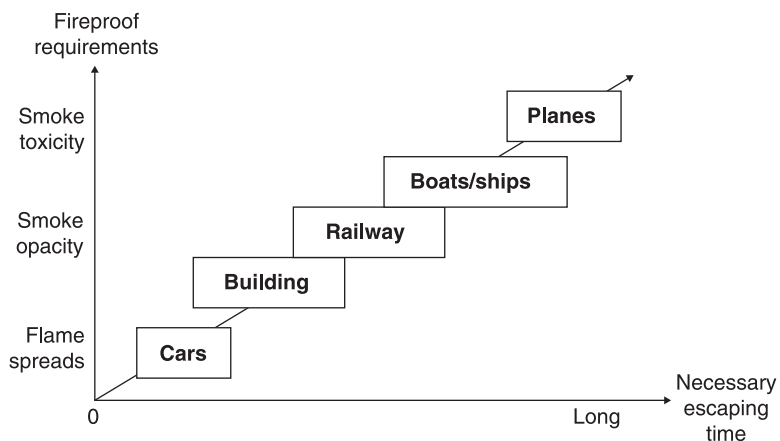 Fireproof
requirements
Smoke
toxicity
Planes
Boats/ships
Smoke
opacity
Railway
Building
Flame
spreads
Cars
0
Long
Necessary
escaping
time